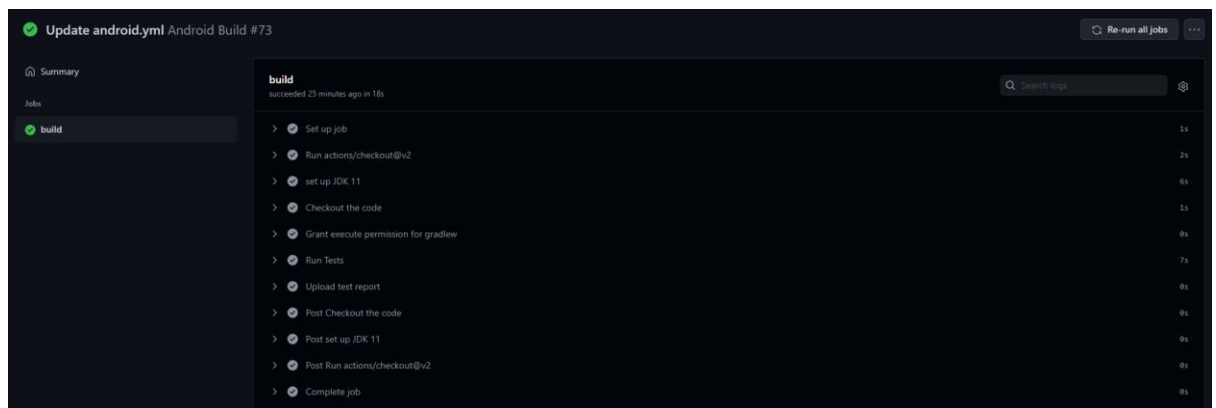 Update android.yml Android Build #73
Re-run all jobs
Summary
Jobs
build
build
succeeded 25 minutes ago in 18s
Search logs
Set up job 1s
Run actions/checkout@v2 2s
set up JDK 11 6s
Checkout the code 1s
Grant execute permission for gradlew 0s
Run Tests 7s
Upload test report 0s
Post Checkout the code 0s
Post set up JDK 11 0s
Post Run actions/checkout@v2 0s
Complete job 0s